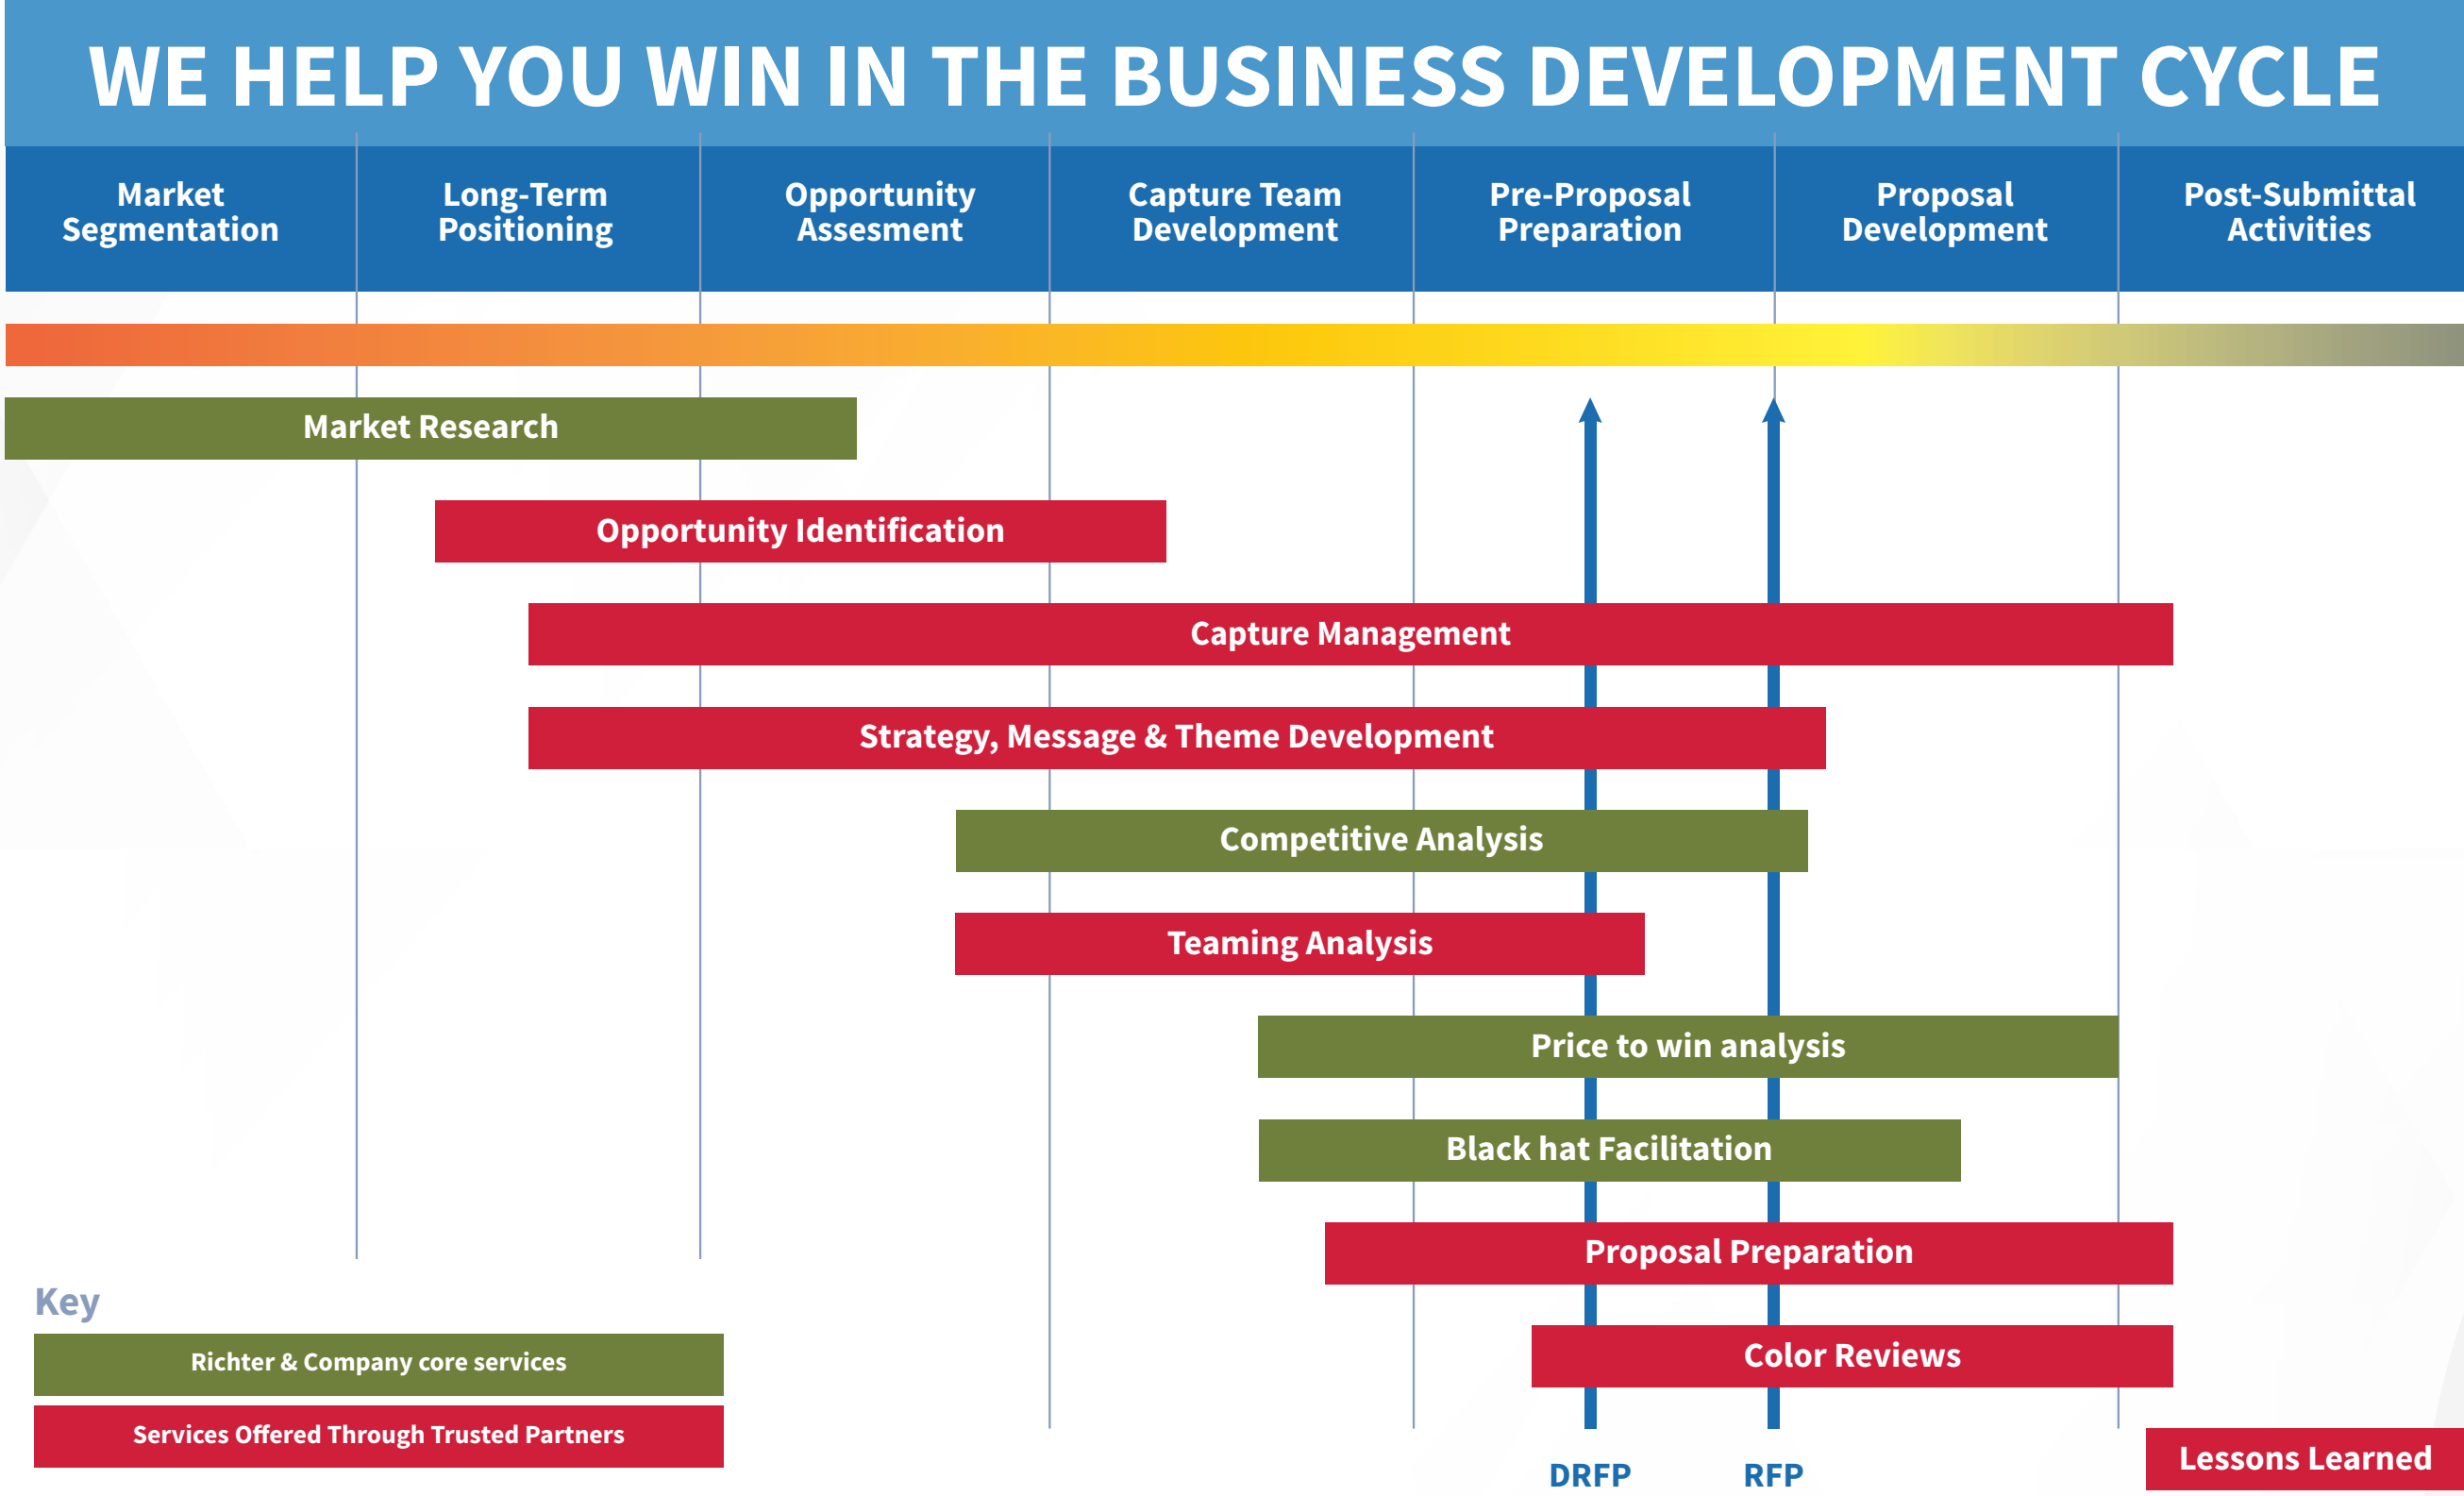 WE HELP YOU WIN IN THE BUSINESS DEVELOPMENT CYCLE
Market
Segmentation
Long-Term
Positioning
Opportunity
Assesment
Capture Team
Development
Pre-Proposal
Preparation
Proposal
Development
Post-Submittal
Activities
Market Research
Opportunity Identification
Capture Management
Strategy, Message & Theme Development
Competitive Analysis
Teaming Analysis
Price to win analysis
Black hat Facilitation
Proposal Preparation
Color Reviews
Lessons Learned
DRFP
RFP
Key
Richter & Company core services
Services Offered Through Trusted Partners